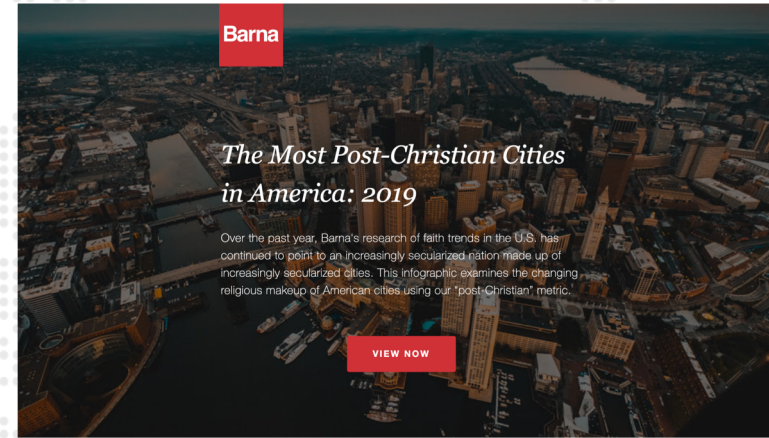 Barna
The Most Post-Christian Cities
in America: 2019
Over the past year, Barna's research of faith trends in the U.S. has
continued to point to an increasingly secularized nation made up of
increasingly secularized cities. This infographic examines the changing
religious makeup of American cities using our "post-Christian" metric.
VIEW NOW